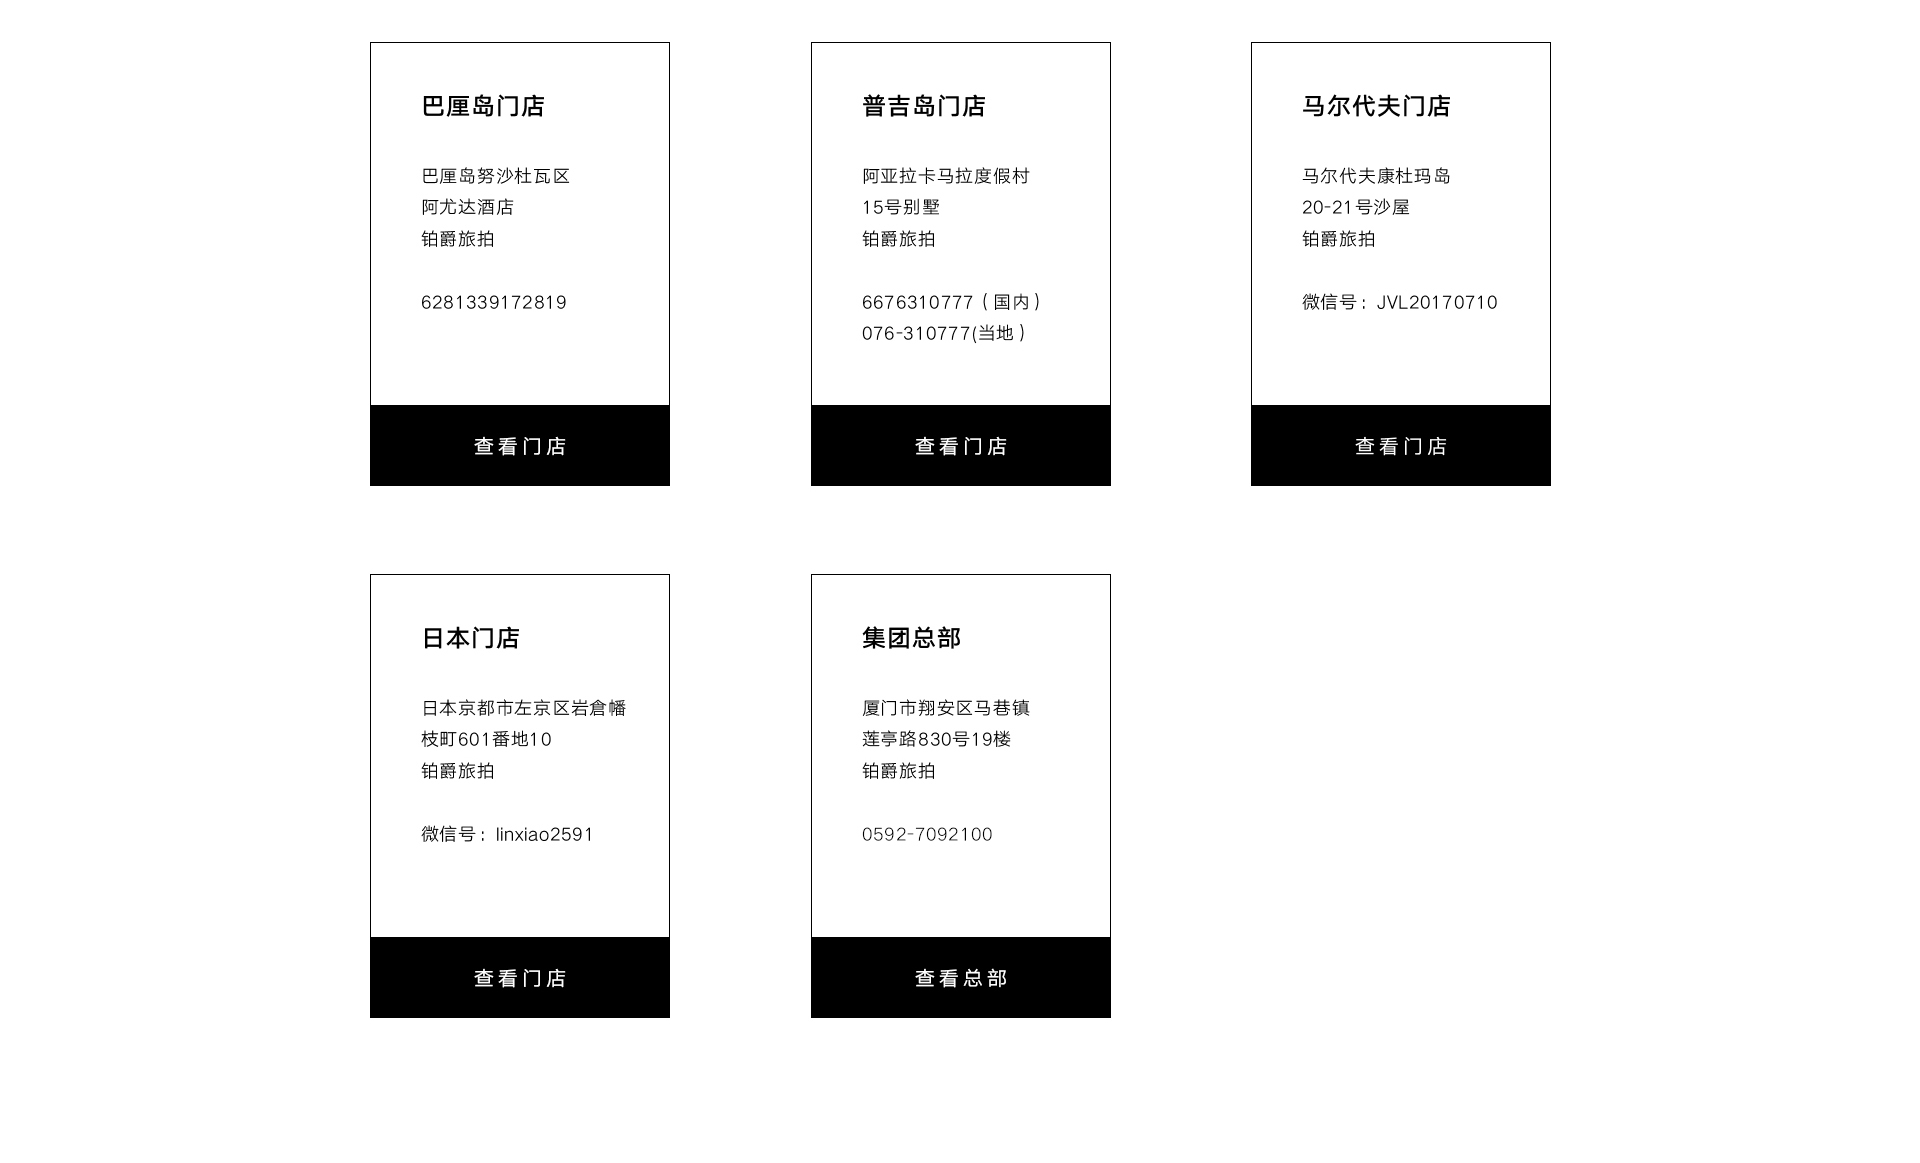 巴厘岛门店
巴厘岛努沙杜瓦区
阿尤达酒店
铂爵旅拍
6281339172819
查看门店
普吉岛门店
阿亚拉卡马拉度假村
15号别墅
铂爵旅拍
6676310777（国内）
076-310777(当地）
查看门店
马尔代夫门店
马尔代夫康杜玛岛
20-21号沙屋
铂爵旅拍
微信号：JVL20170710
查看门店
日本门店
日本京都市左京区岩倉幡
枝町601番地10
铂爵旅拍
微信号：linxiao2591
查看门店
集团总部
厦门市翔安区马巷镇
莲亭路830号19楼
铂爵旅拍
0592-7092100
查看总部